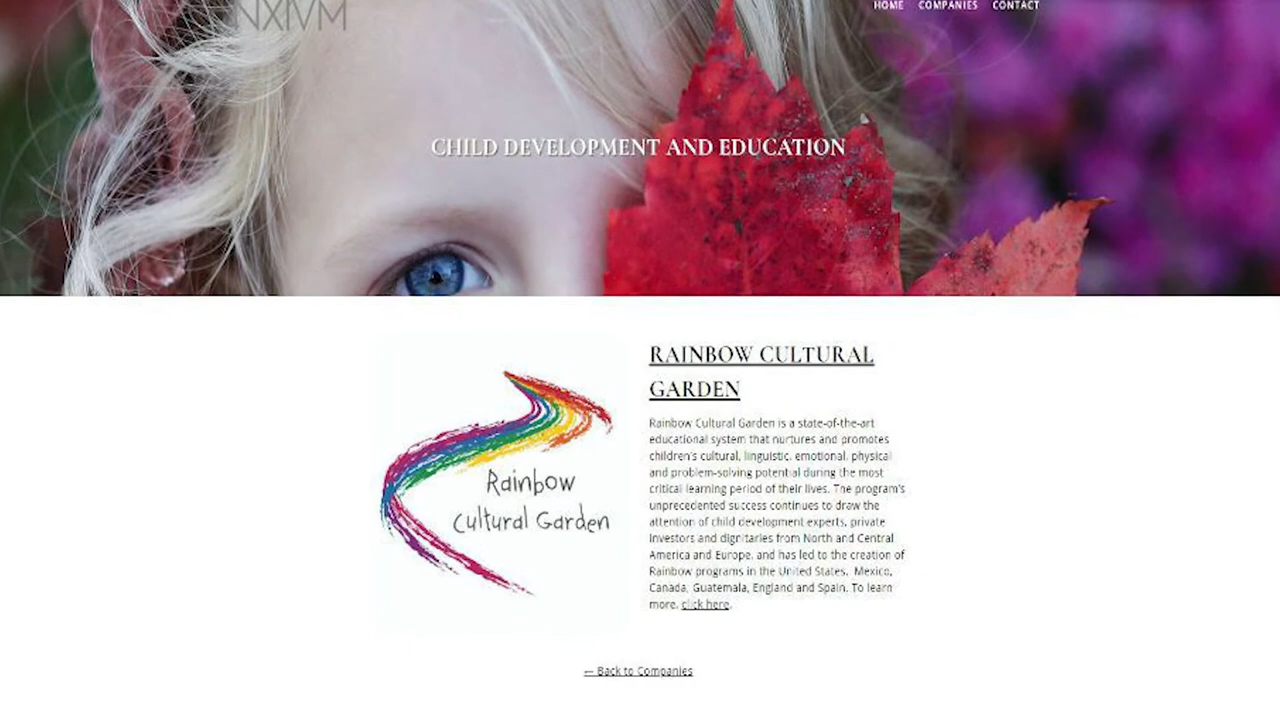 NXIVM
HOME COMPANIES CONTACT
CHILD DEVELOPMENT AND EDUCATION
Rainbow
Cultural Garden
RAINBOW CULTURAL
GARDEN
Rainbow Cultural Garden is a state-of-the-art
educational system that nurtures and promotes
children's cultural, linguistic, emotional, physical
and problem-solving potential during the most
critical learning period of their lives. The program's
unprecedented success continues to draw the
attention of child development experts, private
investors and dignitaries from North and Central
America and Europe, and has led to the creation of
Rainbow programs in the United States, Mexico,
Canada, Guatemala, England and Spain. To learn
more, click here.
← Back to Companies